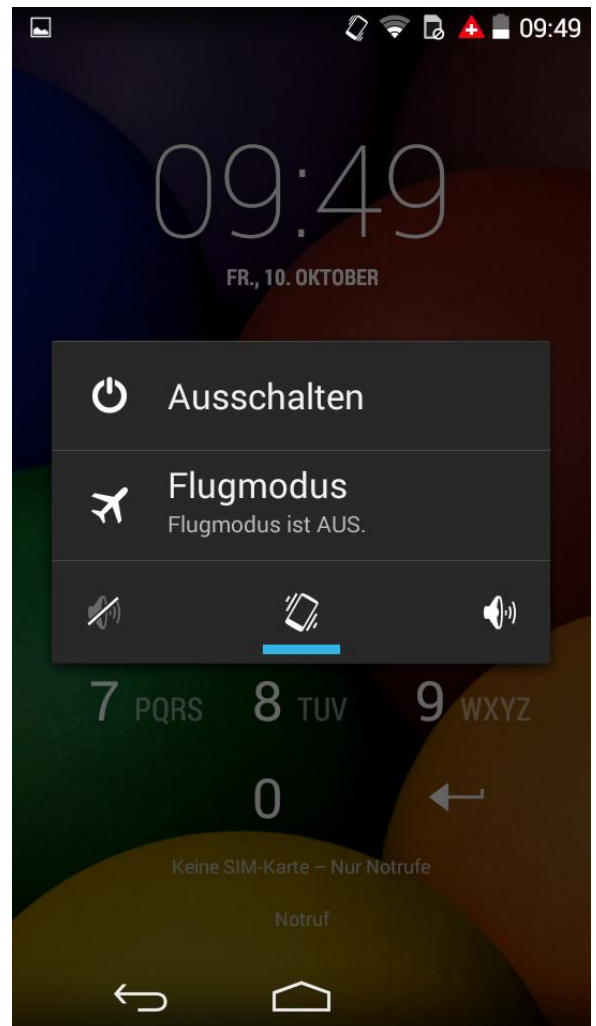 09:49
09:49
FR., 10. OKTOBER
Ausschalten
Flugmodus
Flugmodus ist AUS.
7 PQRS 8 TUV 9 WXYZ
0
Keine SIM-Karte – Nur Notrufe
Notruf